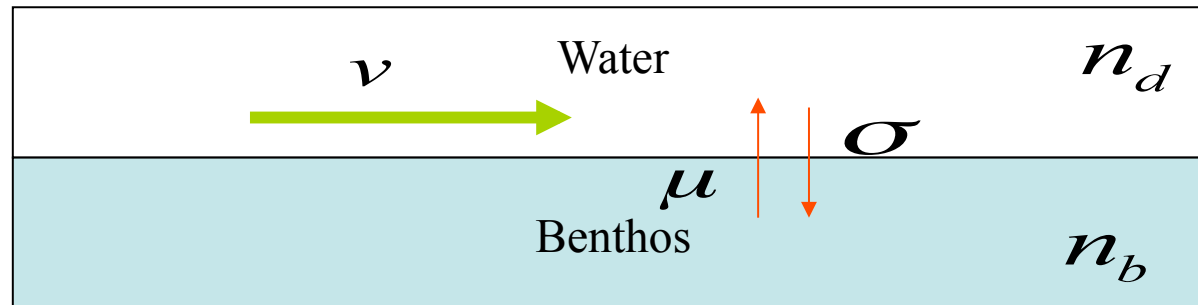 v
Water
n_d
μ
σ
Benthos
n_b